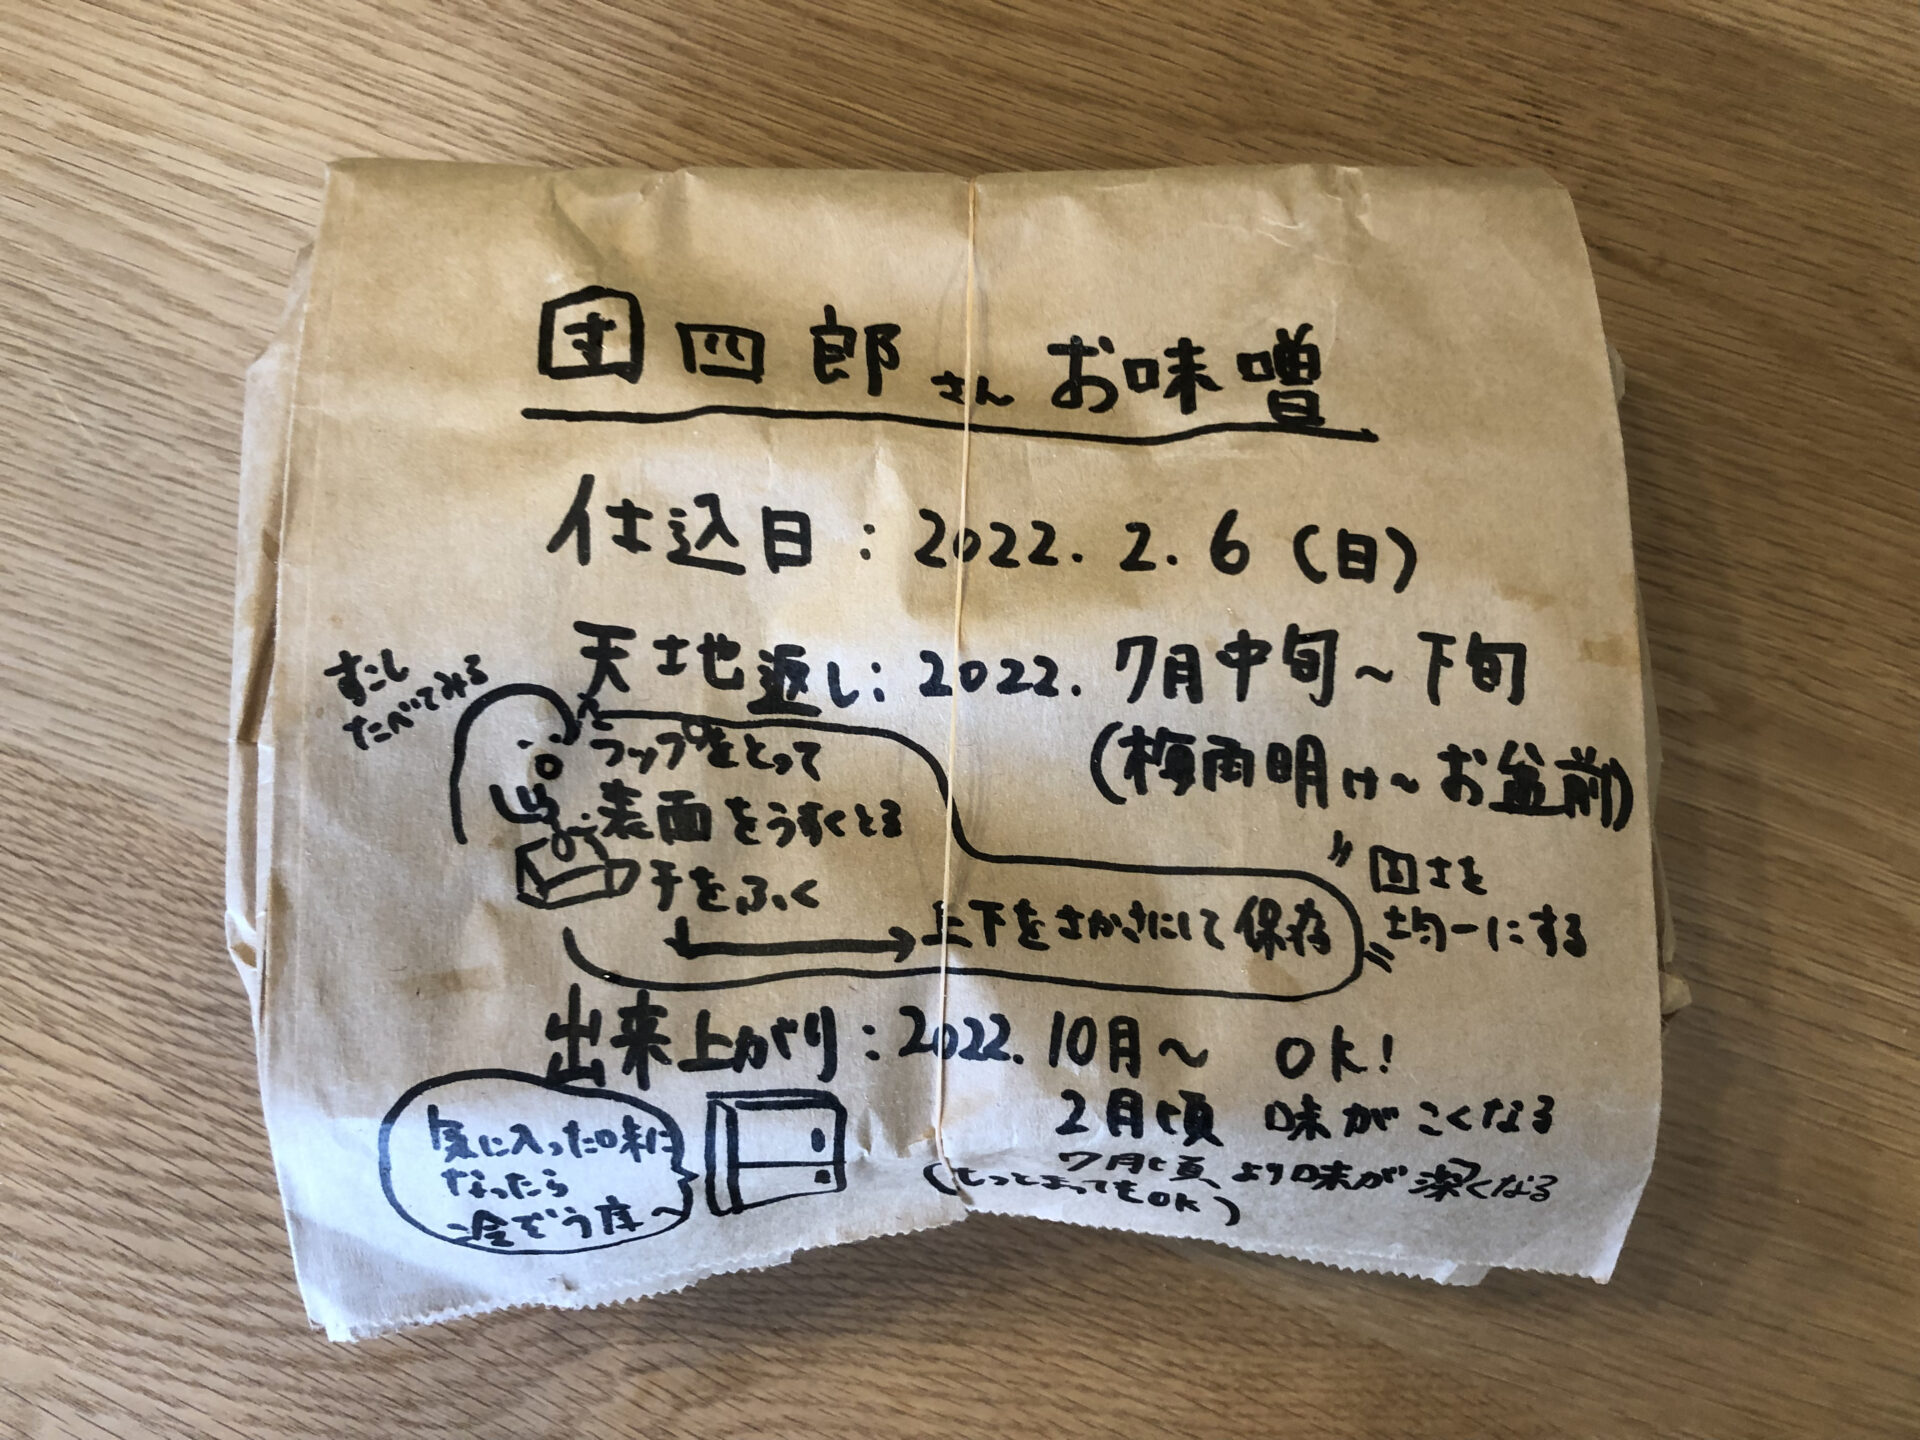 団四郎さんお味噌
仕込日:2022.2.6(日)
天地返し:2022.7月中旬~下旬
(梅雨明け~お盆前)
すこし
たべてみる
ラップをとって
表面をうすくとる
フチをふく
→上下をさかさにして保存
"固さを
均一にする"
出来上がり:2022.10月~ OK!
2月頃 味がこくなる
7月頃 より味が深くなる
(もっとまってもOK)
気に入った味に
なったら
冷ぞう庫へ